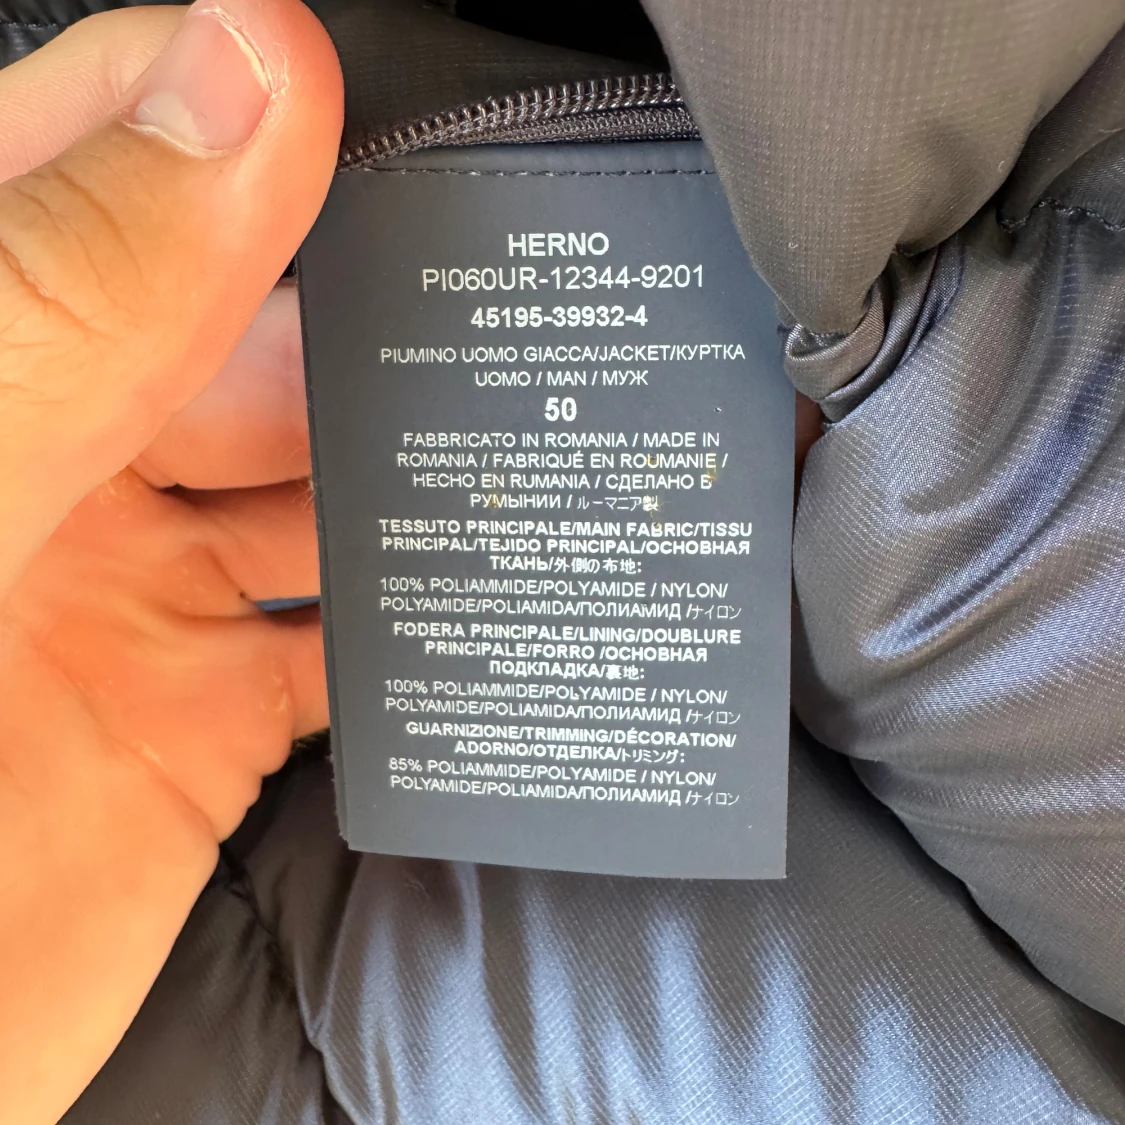 HERNO
PI060UR-12344-9201
45195-39932-4
PIUMINO UOMO GIACCA/JACKET/КУРТКА
UOMO / MAN / МУЖ
50
FABBRICATO IN ROMANIA / MADE IN
ROMANIA / FABRIQUÉ EN ROUMANIE /
HECHO EN RUMANIA / СДЕЛАНО В
РУМЫНИИ / ルーマニア製
TESSUTO PRINCIPALE/MAIN FABRIC/TISSU
PRINCIPAL/TEJIDO PRINCIPAL/ОСНОВНАЯ
ТКАНЬ/外側の布地:
100% POLIAMMIDE/POLYAMIDE / NYLON/
POLYAMIDE/POLIAMIDA/ПОЛИАМИД /ナイロン
FODERA PRINCIPALE/LINING/DOUBLURE
PRINCIPALE/FORRO /ОСНОВНАЯ
ПОДКЛАДКА/裏地:
100% POLIAMMIDE/POLYAMIDE / NYLON/
POLYAMIDE/POLIAMIDA/ПОЛИАМИД /ナイロン
GUARNIZIONE/TRIMMING/DÉCORATION/
ADORNO/ОТДЕЛКА/トリミング:
85% POLIAMMIDE/POLYAMIDE / NYLON/
POLYAMIDE/POLIAMIDA/ПОЛИАМИД /ナイロン